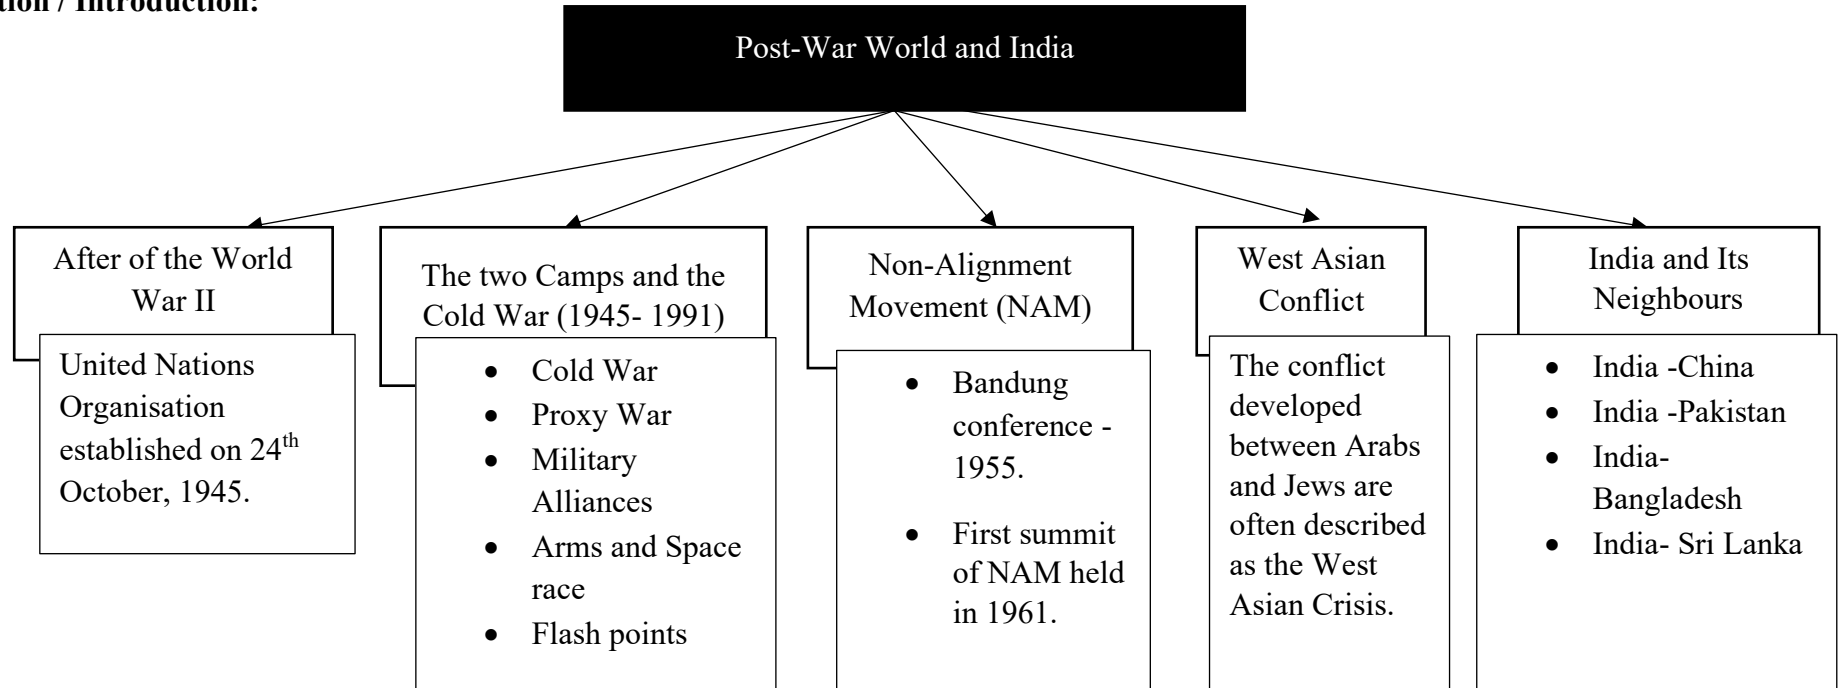 tion / Introduction:
Post-War World and India
After of the World
War II
United Nations
Organisation
established on 24th
October, 1945.
The two Camps and the
Cold War (1945- 1991)
• Cold War
• Proxy War
• Military
Alliances
• Arms and Space
race
• Flash points
Non-Alignment
Movement (NAM)
• Bandung
conference -
1955.
• First summit
of NAM held
in 1961.
West Asian
Conflict
The conflict
developed
between Arabs
and Jews are
often described
as the West
Asian Crisis.
India and Its
Neighbours
• India -China
• India -Pakistan
• India-
Bangladesh
• India- Sri Lanka